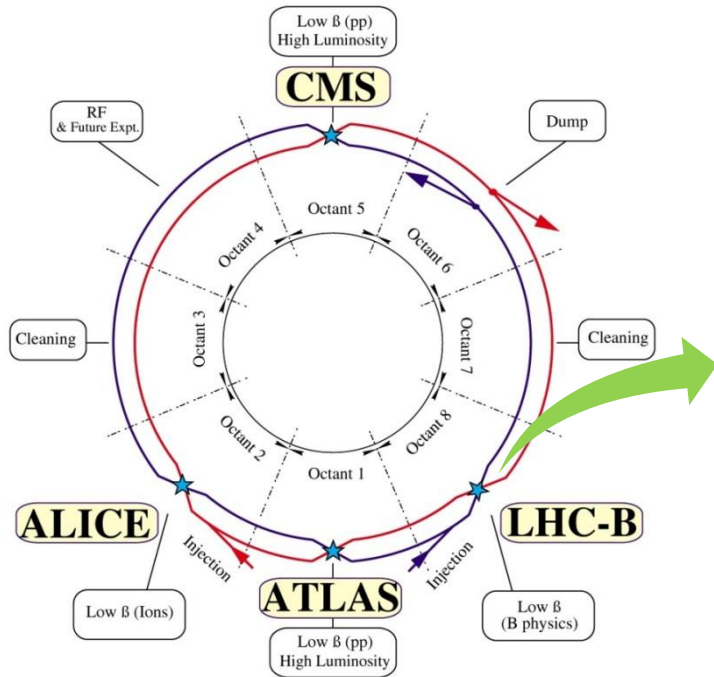 Low ß (pp)
High Luminosity
CMS
RF
& Future Expt.
Dump
Octant 5
Octant 4
Octant 6
Octant 3
Octant 7
Cleaning
Cleaning
Octant 2
Octant 8
Octant 1
ALICE
LHC-B
Injection
Injection
ATLAS
Low ß (Ions)
Low ß
(B physics)
Low ß (pp)
High Luminosity